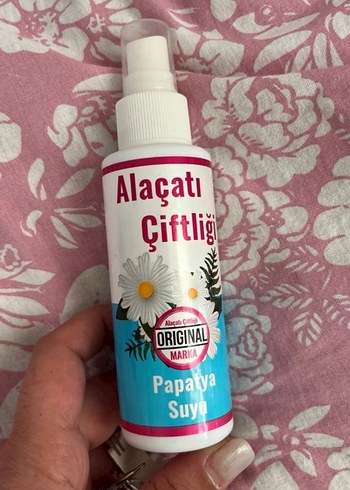 Alaçatı
Çiftliği
Alaçatı Çiftliği
ORIGINAL
MARKA
Papatya
Suyu